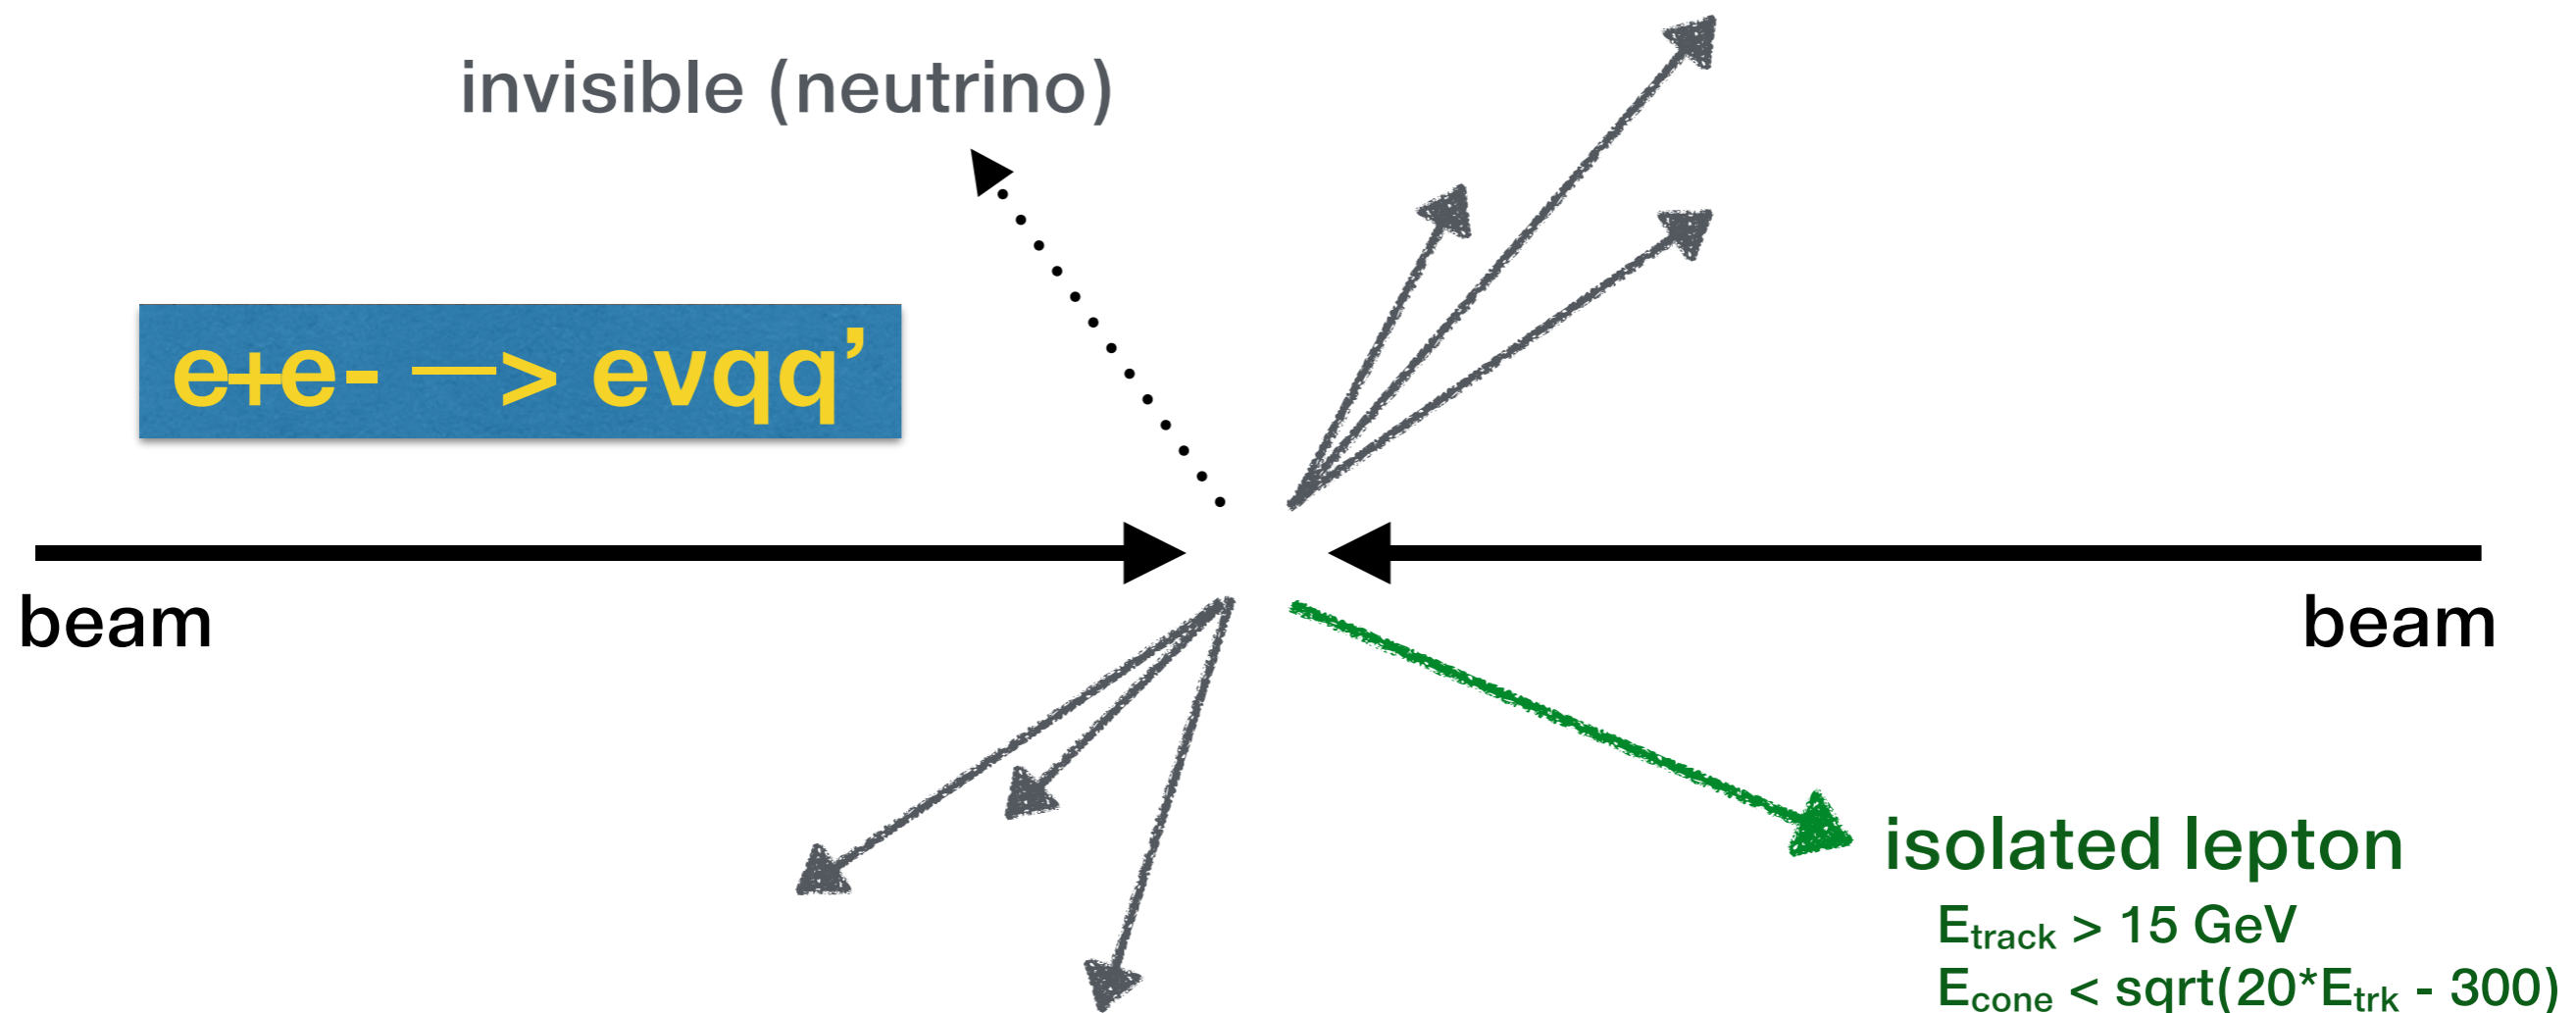 invisible (neutrino)
e+e- —> evqq’
beam
beam
isolated lepton
Etrack > 15 GeV
Econe < sqrt(20*Etrk - 300)